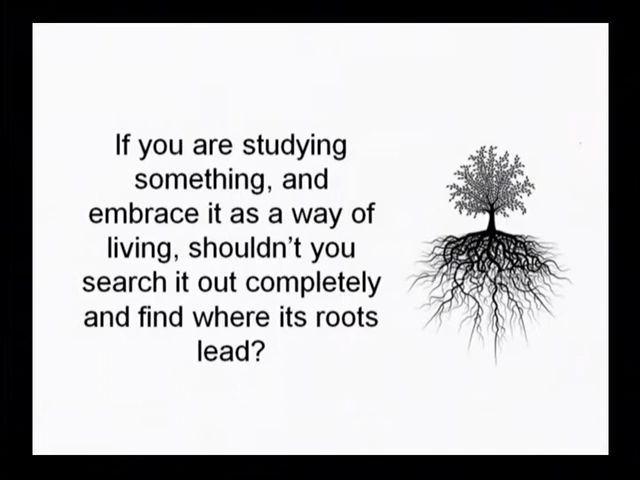 If you are studying
something, and
embrace it as a way of
living, shouldn’t you
search it out completely
and find where its roots
lead?